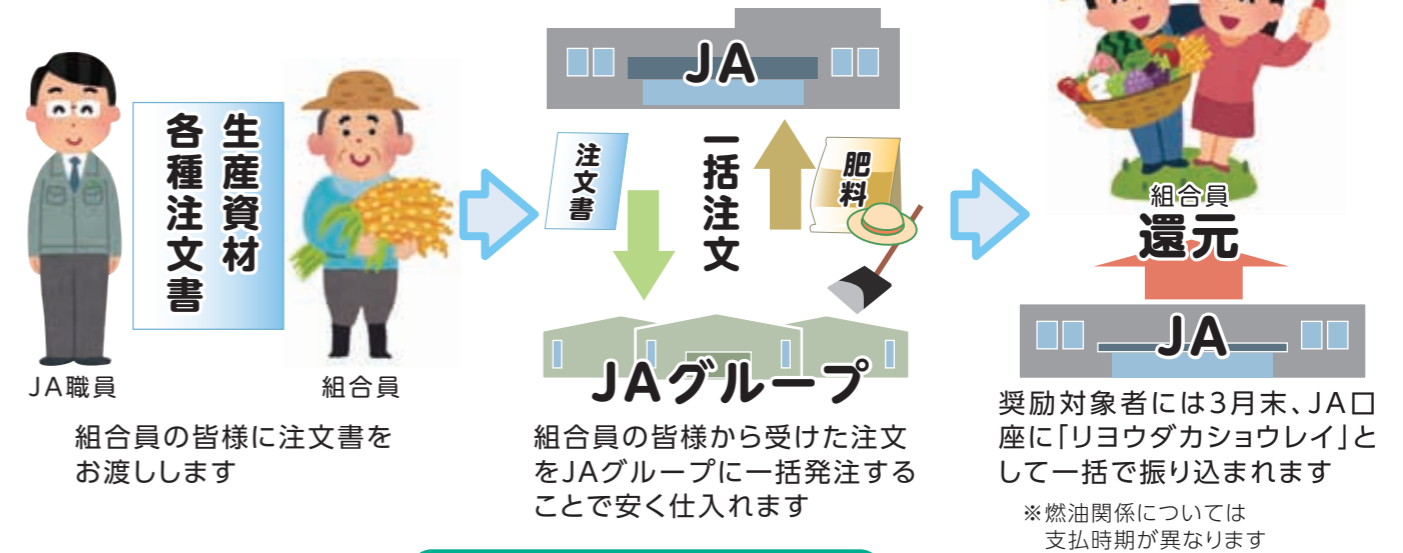 生産資材
各種注文書
JA職員
組合員
組合員の皆様に注文書を
お渡しします
JA
注文書
一括注文
肥料
JAグループ
組合員の皆様から受けた注文
をJAグループに一括発注する
ことで安く仕入れます
組合員
還元
JA
奨励対象者には3月末、JA口
座に「リヨウダカショウレイ」と
して一括で振り込まれます
※燃油関係については
支払時期が異なります